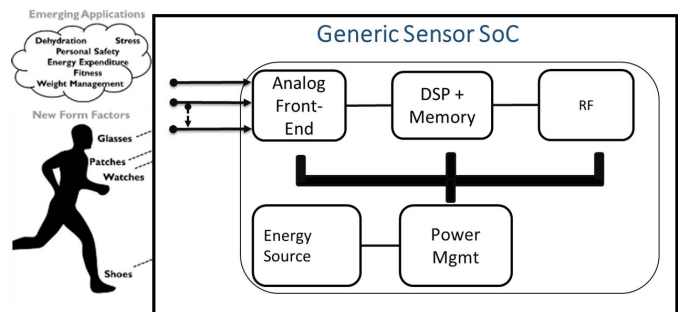 Emerging Applications
Dehydration Stress
Personal Safety
Energy Expenditure
Fitness
Weight Management
New Form Factors
Glasses
Patches
Watches
Shoes
Generic Sensor SoC
Analog
Front-
End
DSP +
Memory
RF
Energy
Source
Power
Mgmt